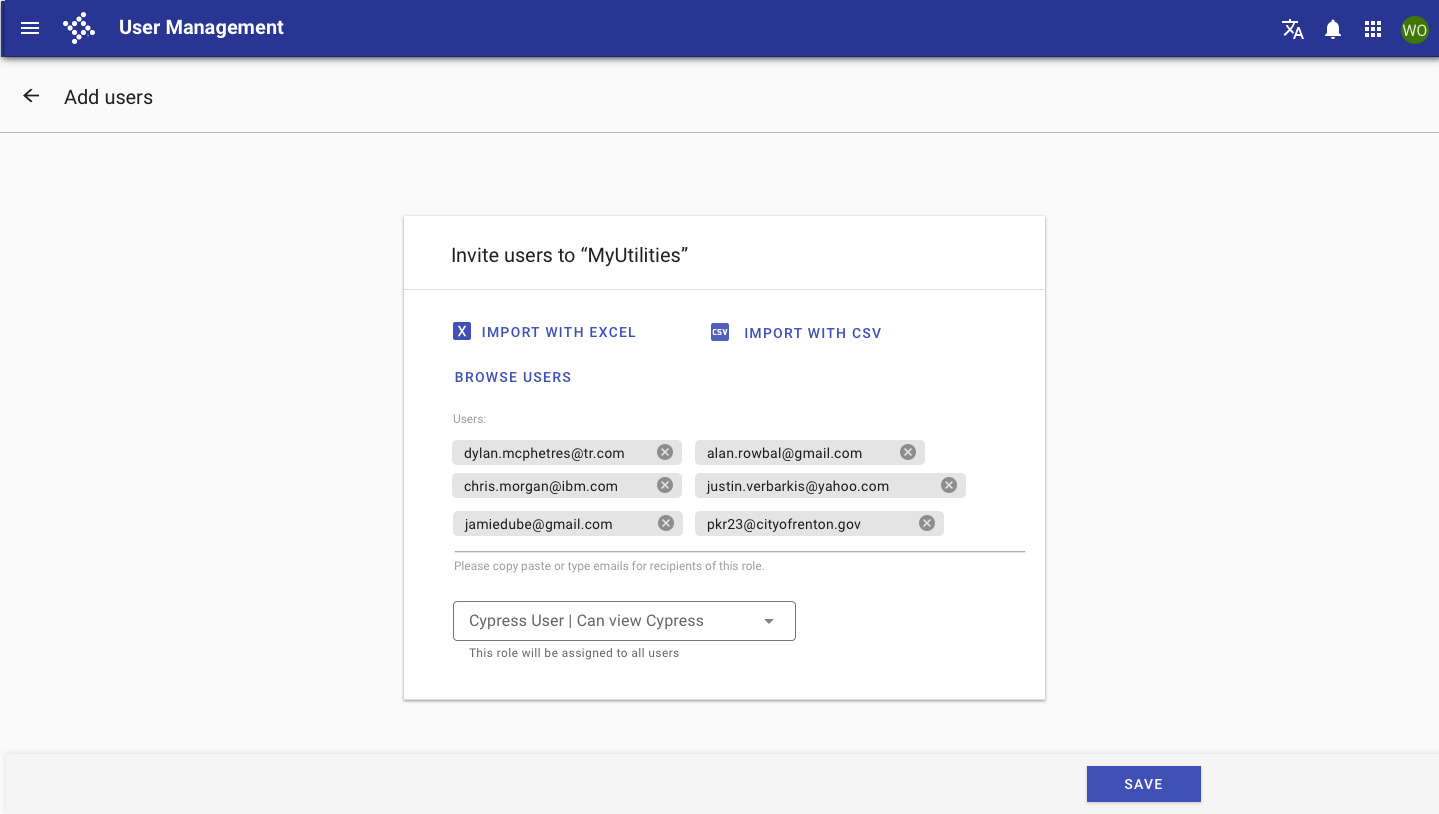 User Management
WO
Add users
Invite users to “MyUtilities”
X IMPORT WITH EXCEL
CSV IMPORT WITH CSV
BROWSE USERS
Users:
dylan.mcphetres@tr.com
alan.rowbal@gmail.com
chris.morgan@ibm.com
justin.verbarkis@yahoo.com
jamiedube@gmail.com
pkr23@cityofrenton.gov
Please copy paste or type emails for recipients of this role.
Cypress User | Can view Cypress
This role will be assigned to all users
SAVE